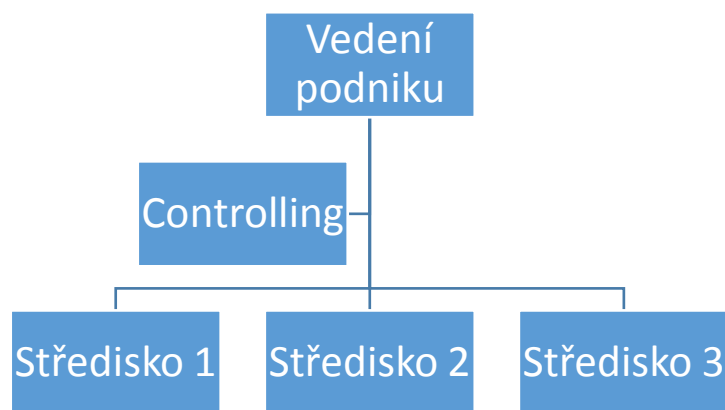 Vedení
podniku
Controlling
Středisko 1
Středisko 2
Středisko 3